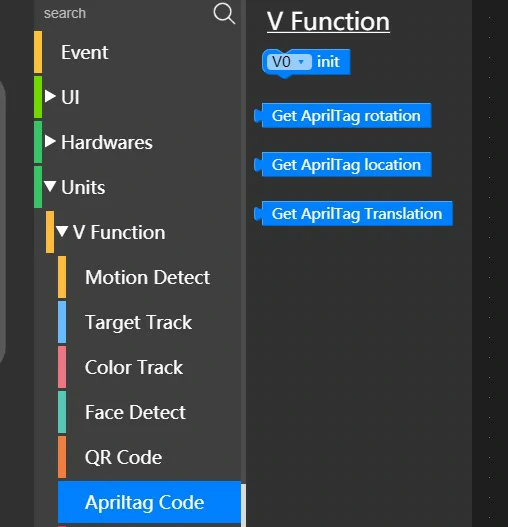 search
Event
UI
Hardwares
Units
V Function
Motion Detect
Target Track
Color Track
Face Detect
QR Code
Apriltag Code
V Function
V0 init
Get AprilTag rotation
Get AprilTag location
Get AprilTag Translation